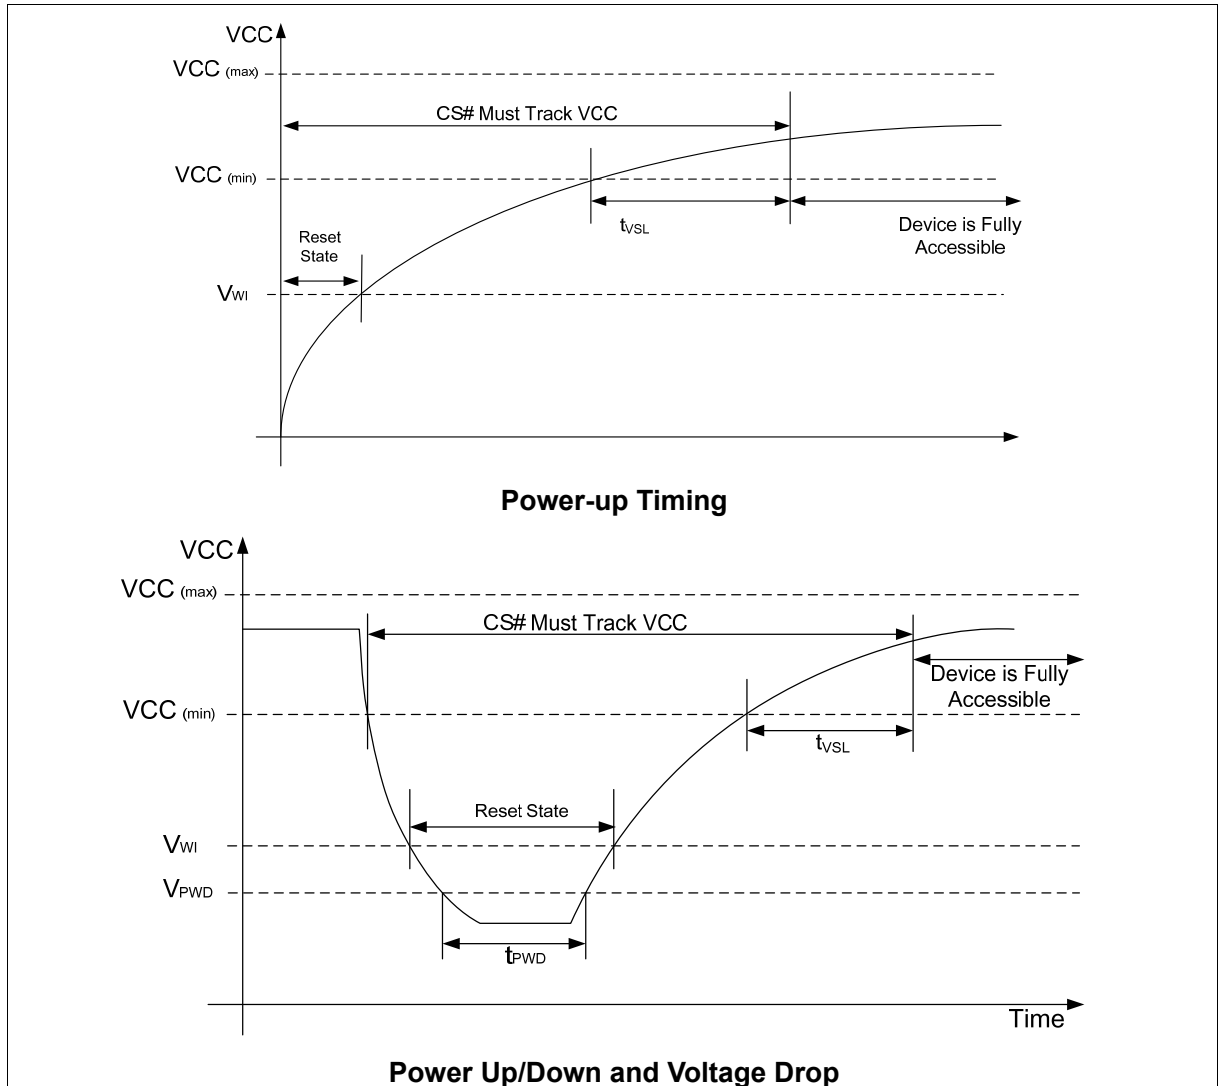 VCC
VCC (max)
CS# Must Track VCC
VCC (min)
tVSL
Device is Fully
Accessible
Reset
State
VWI
Power-up Timing
VCC
VCC (max)
CS# Must Track VCC
Device is Fully
Accessible
VCC (min)
tVSL
Reset State
VWI
VPWD
tPWD
Time
Power Up/Down and Voltage Drop